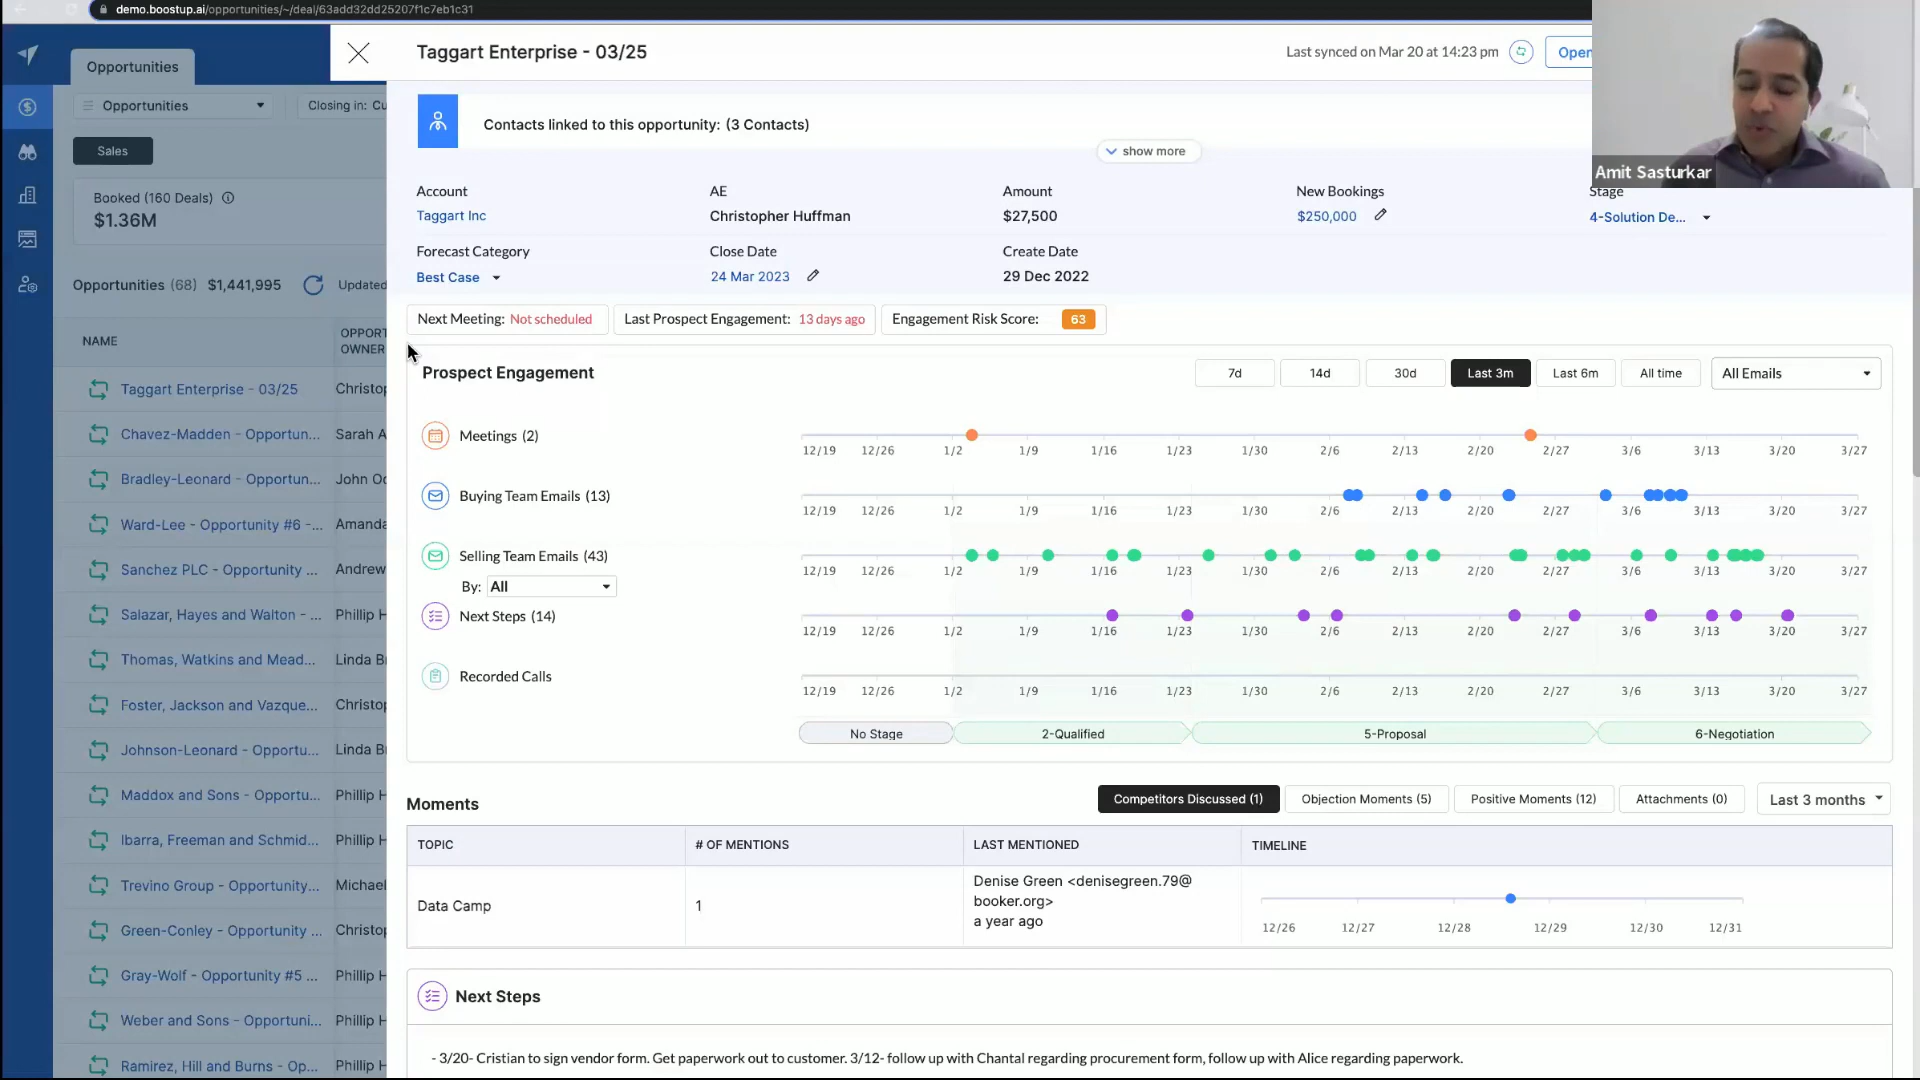 demo.boostup.ai/opportunities/~/deal/63add32dd25207f1c7eb1c31
Opportunities
Taggart Enterprise - 03/25
Last synced on Mar 20 at 14:23 pm
Open
Opportunities
Closing in: Cu
Contacts linked to this opportunity: (3 Contacts)
show more
Sales
Amit Sasturkar
Booked (160 Deals)
$1.36M
Account
AE
Amount
New Bookings
Stage
Taggart Inc
Christopher Huffman
$27,500
$250,000
4-Solution De...
Forecast Category
Close Date
Create Date
Best Case
24 Mar 2023
29 Dec 2022
Opportunities (68) $1,441,995
Updated
Next Meeting: Not scheduled
Last Prospect Engagement: 13 days ago
Engagement Risk Score: 63
NAME
OPPORT
OWNER
Taggart Enterprise - 03/25
Christop
Chavez-Madden - Opportun...
Sarah A
Bradley-Leonard - Opportun...
John Oc
Ward-Lee - Opportunity #6 -...
Amanda
Sanchez PLC - Opportunity ...
Andrew
Salazar, Hayes and Walton - ...
Phillip H
Thomas, Watkins and Mead...
Linda Br
Foster, Jackson and Vazque...
Christop
Johnson-Leonard - Opportu...
Linda Br
Maddox and Sons - Opportu...
Phillip H
Ibarra, Freeman and Schmid...
Phillip H
Trevino Group - Opportunity...
Michael
Green-Conley - Opportunity ...
Christop
Gray-Wolf - Opportunity #5 ...
Phillip H
Weber and Sons - Opportuni...
Phillip H
Ramirez, Hill and Burns - Op...
Phillip H
Prospect Engagement
7d
14d
30d
Last 3m
Last 6m
All time
All Emails
Meetings (2)
12/19 12/26 1/2 1/9 1/16 1/23 1/30 2/6 2/13 2/20 2/27 3/6 3/13 3/20 3/27
Buying Team Emails (13)
12/19 12/26 1/2 1/9 1/16 1/23 1/30 2/6 2/13 2/20 2/27 3/6 3/13 3/20 3/27
Selling Team Emails (43)
12/19 12/26 1/2 1/9 1/16 1/23 1/30 2/6 2/13 2/20 2/27 3/6 3/13 3/20 3/27
By: All
Next Steps (14)
12/19 12/26 1/2 1/9 1/16 1/23 1/30 2/6 2/13 2/20 2/27 3/6 3/13 3/20 3/27
Recorded Calls
12/19 12/26 1/2 1/9 1/16 1/23 1/30 2/6 2/13 2/20 2/27 3/6 3/13 3/20 3/27
No Stage
2-Qualified
5-Proposal
6-Negotiation
Moments
Competitors Discussed (1)
Objection Moments (5)
Positive Moments (12)
Attachments (0)
Last 3 months
TOPIC
# OF MENTIONS
LAST MENTIONED
TIMELINE
Data Camp
1
Denise Green <denisegreen.79@
booker.org>
a year ago
12/26 12/27 12/28 12/29 12/30 12/31
Next Steps
- 3/20- Cristian to sign vendor form. Get paperwork out to customer. 3/12- follow up with Chantal regarding procurement form, follow up with Alice regarding paperwork.